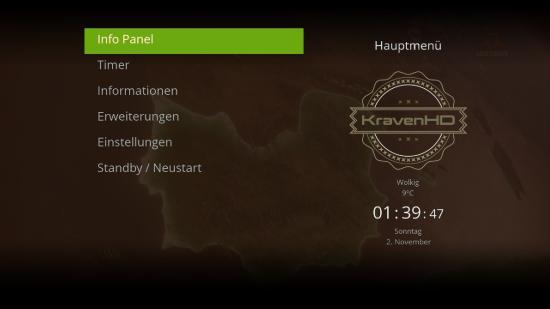 Info Panel
Timer
Informationen
Erweiterungen
Einstellungen
Standby / Neustart
Hauptmenü
KravenHD
Wolkig
9°C
01:39:47
Sonntag
2. November